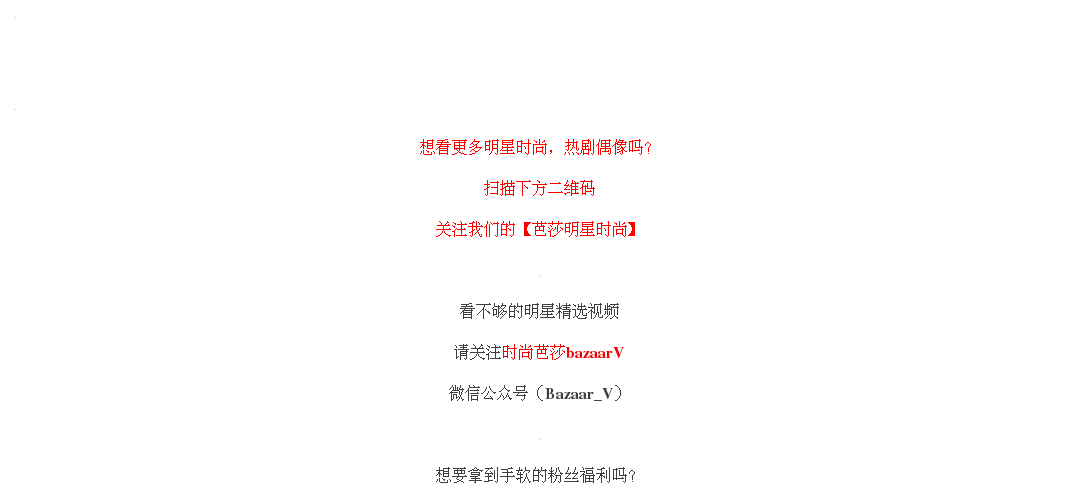 想看更多明星时尚，热剧偶像吗?
扫描下方二维码
关注我们的【芭莎明星时尚】
看不够的明星精选视频
请关注时尚芭莎bazaarV
微信公众号（Bazaar_V）
想要拿到手软的粉丝福利吗?